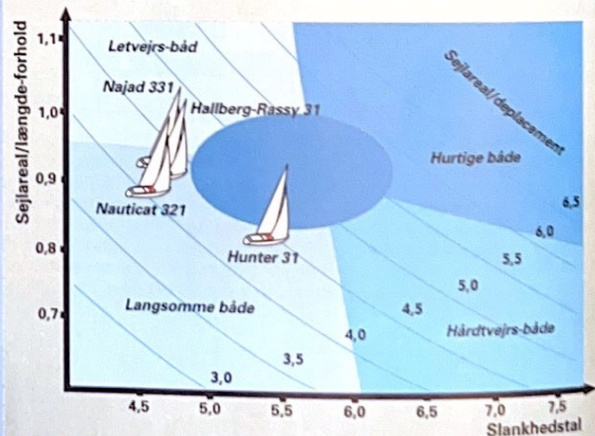 Sejlareal/længde-forhold
1,1
1,0
0,9
0,8
0,7
Letvejrs-båd
Najad 331
Hallberg-Rassy 31
Nauticat 321
Hunter 31
Langsomme både
Sejlareal/deplacement
Hurtige både
Hårdtvejrs-både
3,0
3,5
4,0
4,5
5,0
5,5
6,0
6,5
4,5
5,0
5,5
6,0
6,5
7,0
7,5
Slankhedstal